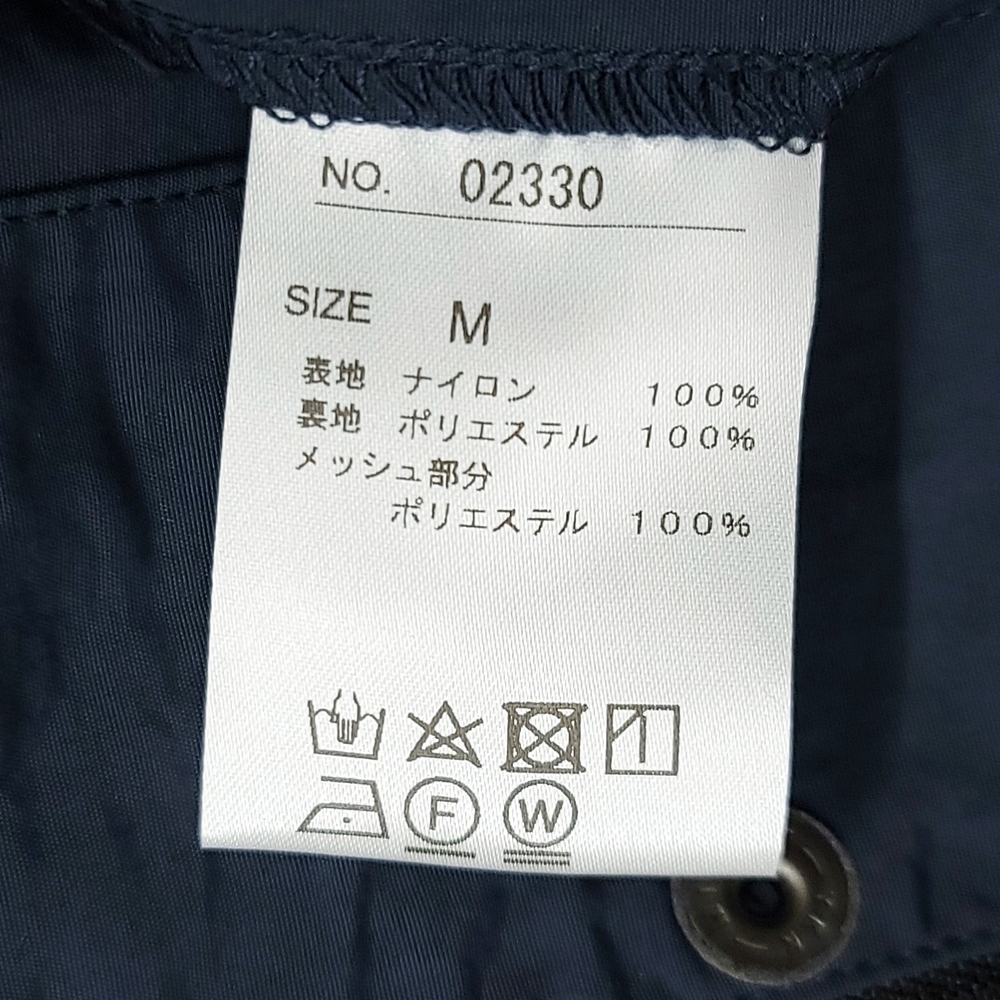 NO. 02330
SIZE M
表地 ナイロン 100%
裏地 ポリエステル 100%
メッシュ部分
ポリエステル 100%
F W